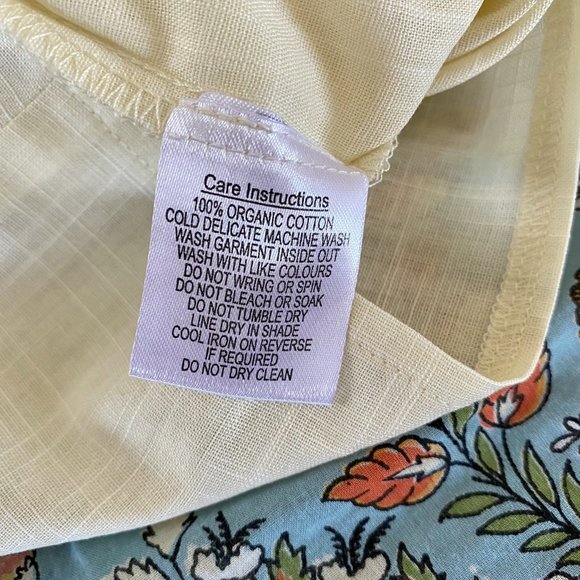 Care Instructions
100% ORGANIC COTTON
COLD DELICATE MACHINE WASH
WASH GARMENT INSIDE OUT
WASH WITH LIKE COLOURS
DO NOT WRING OR SPIN
DO NOT BLEACH OR SOAK
DO NOT TUMBLE DRY
LINE DRY IN SHADE
COOL IRON ON REVERSE
IF REQUIRED
DO NOT DRY CLEAN